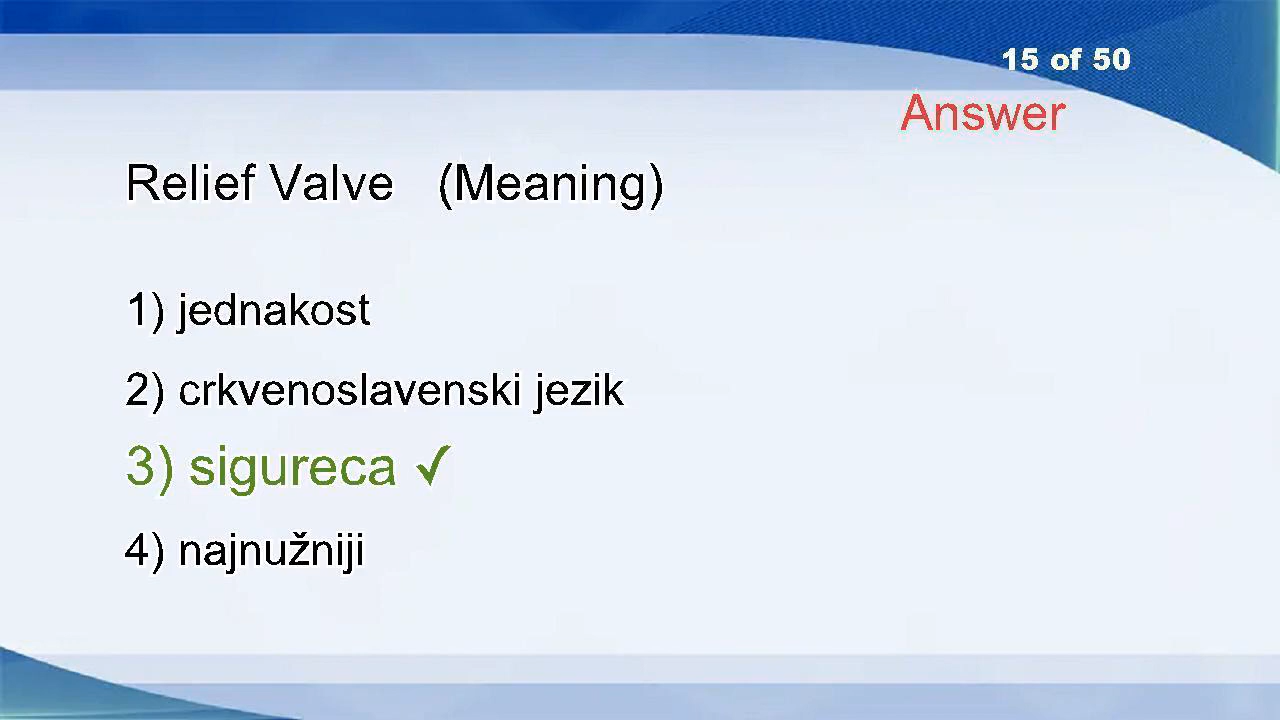 15 of 50
Answer
Relief Valve (Meaning)
1) jednakost
2) crkvenoslavenski jezik
3) sigureca ✓
4) najnužniji